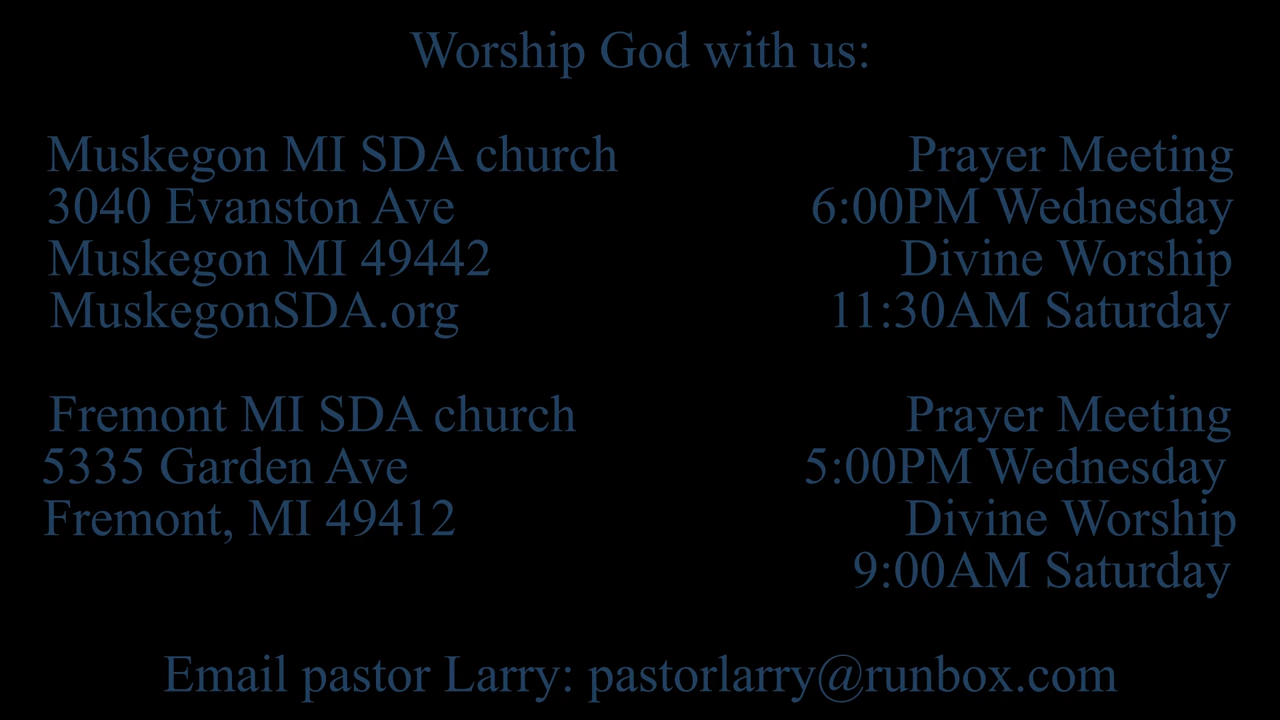 Worship God with us:
Muskegon MI SDA church Prayer Meeting
3040 Evanston Ave 6:00PM Wednesday
Muskegon MI 49442 Divine Worship
MuskegonSDA.org 11:30AM Saturday
Fremont MI SDA church Prayer Meeting
5335 Garden Ave 5:00PM Wednesday
Fremont, MI 49412 Divine Worship
9:00AM Saturday
Email pastor Larry: pastorlarry@runbox.com